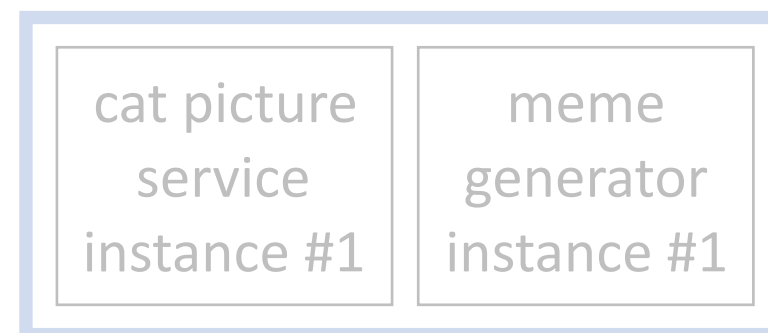 cat picture
service
instance #1
meme
generator
instance #1